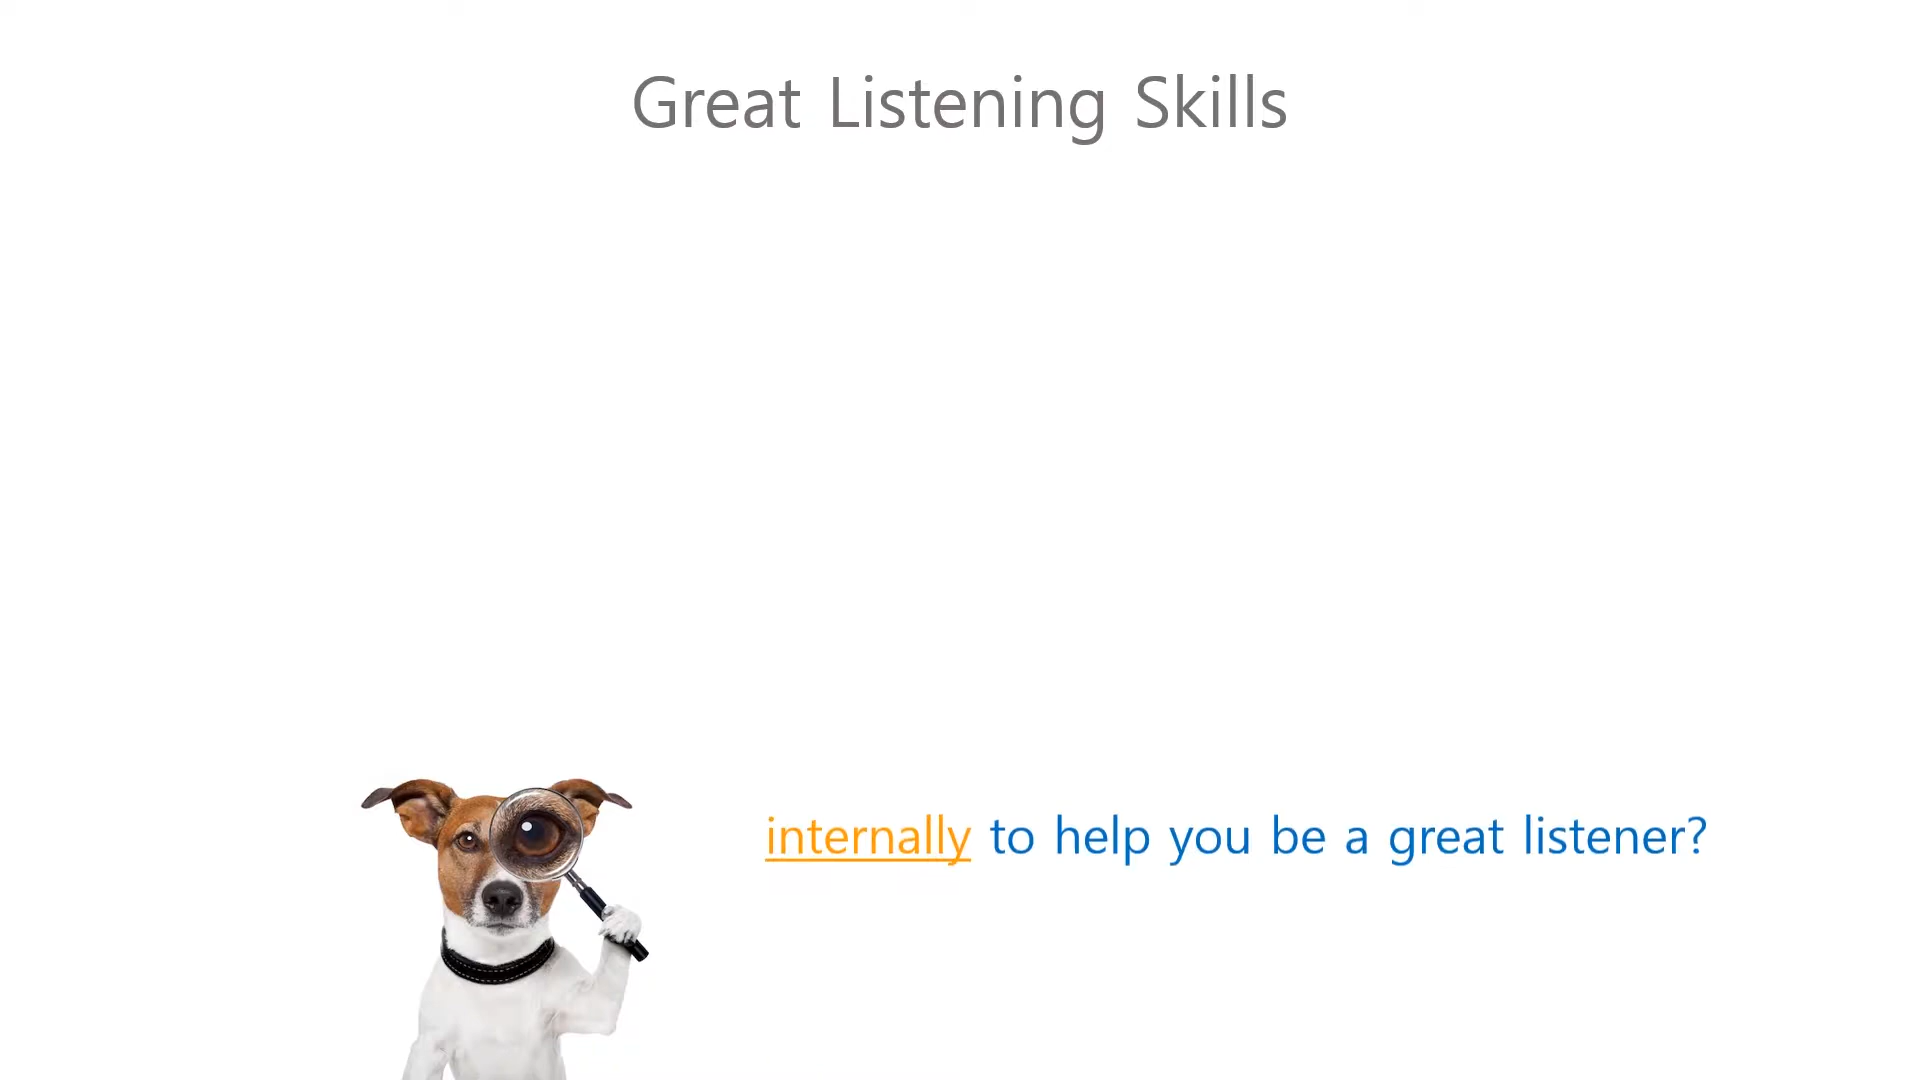 Great Listening Skills
internally to help you be a great listener?